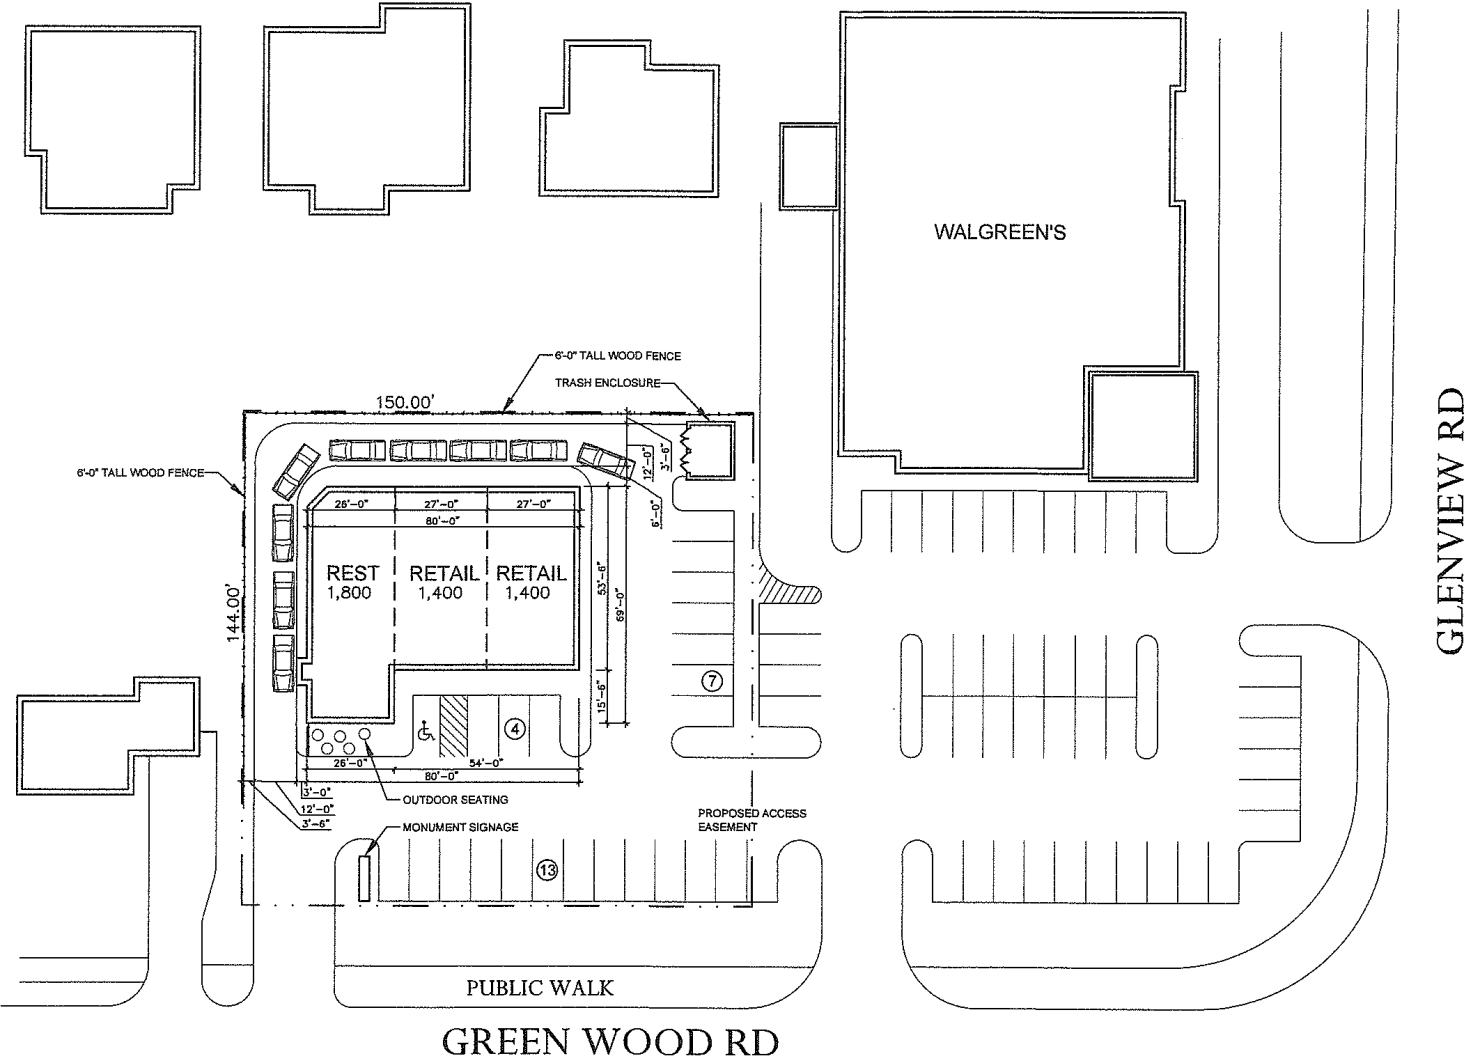 WALGREEN'S
6'-0" TALL WOOD FENCE
TRASH ENCLOSURE
150.00'
6'-0" TALL WOOD FENCE
12'-0"
3'-6"
6'-0"
26'-0"
27'-0"
27'-0"
80'-0"
REST
1,800
RETAIL
1,400
RETAIL
1,400
53'-6"
69'-0"
144.00'
GLENVIEW RD
7
15'-6"
4
26'-0"
54'-0"
80'-0"
3'-0"
12'-0"
3'-6"
OUTDOOR SEATING
MONUMENT SIGNAGE
PROPOSED ACCESS
EASEMENT
13
PUBLIC WALK
GREEN WOOD RD